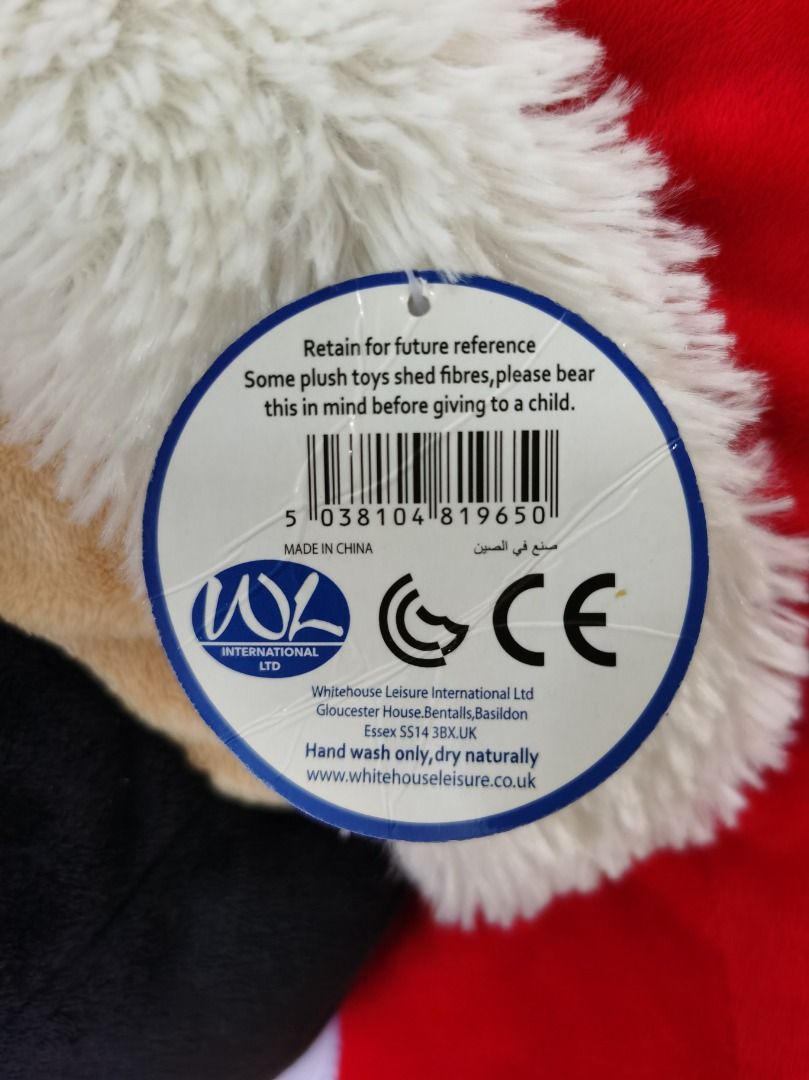 Retain for future reference
Some plush toys shed fibres,please bear
this in mind before giving to a child.
5 038104 819650
MADE IN CHINA صنع في الصين
WL
INTERNATIONAL
LTD
CE
Whitehouse Leisure International Ltd
Gloucester House.Bentalls,Basildon
Essex SS14 3BX.UK
Hand wash only,dry naturally
www.whitehouseleisure.co.uk